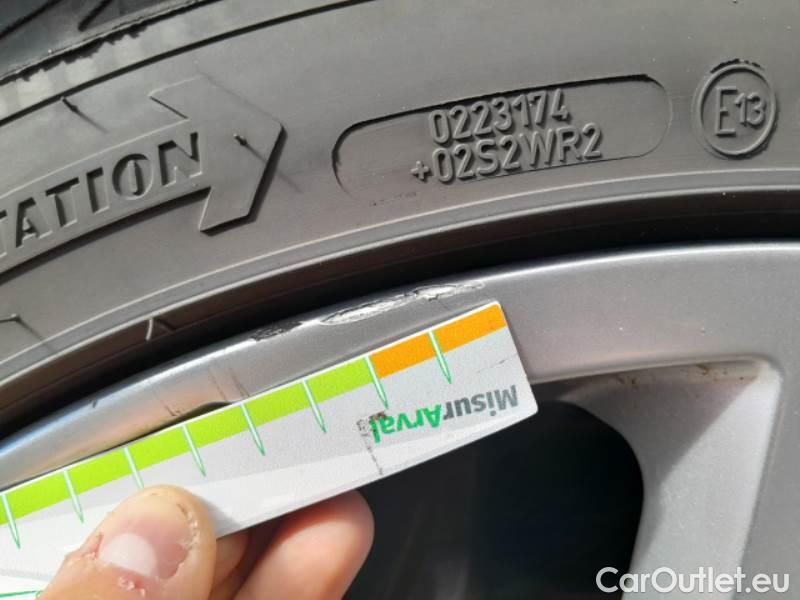 0223174
+02S2WR2
E13
TATION
MisurArval
CarOutlet.eu